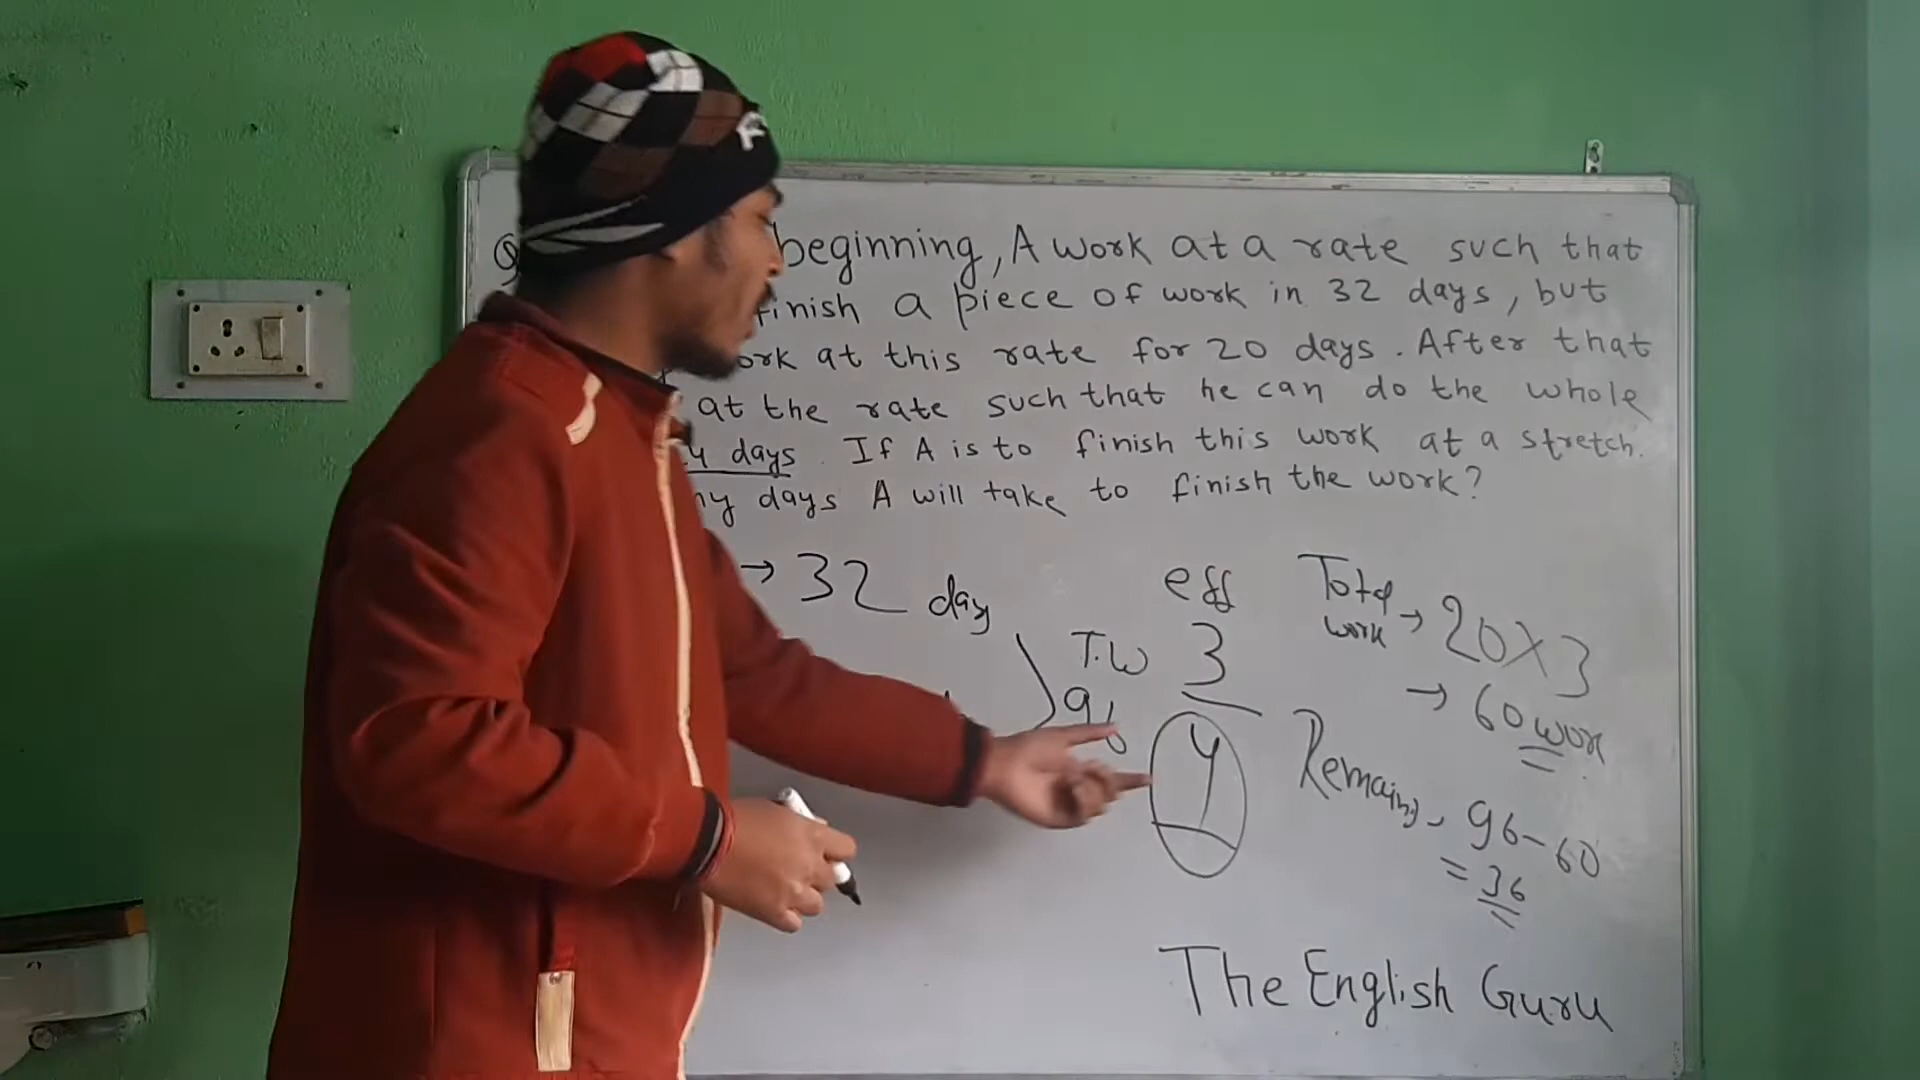 Q beginning, A work at a rate such that
finish a piece of work in 32 days, but
ork at this rate for 20 days. After that
at the rate such that he can do the whole
4 days. If A is to finish this work at a stretch.
ny days A will take to finish the work?
→ 32 days
eff
T.W 3
96
4
Total work → 20×3
→ 60 work
Remaining - 96-60
= 36
The English Guru